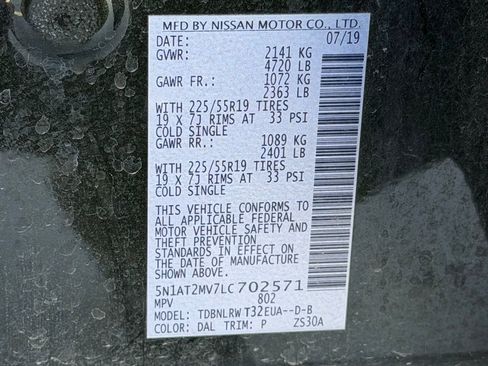 MFD BY NISSAN MOTOR CO., LTD.
DATE: 07/19
GVWR: 2141 KG
4720 LB
GAWR FR.: 1072 KG
2363 LB
WITH 225/55R19 TIRES
19 X 7J RIMS AT 33 PSI
COLD SINGLE
GAWR RR.: 1089 KG
2401 LB
WITH 225/55R19 TIRES
19 X 7J RIMS AT 33 PSI
COLD SINGLE
THIS VEHICLE CONFORMS TO
ALL APPLICABLE FEDERAL
MOTOR VEHICLE SAFETY AND
THEFT PREVENTION
STANDARDS IN EFFECT ON THE
DATE OF MANUFACTURE
SHOWN ABOVE.
5N1AT2MV7LC702571
MPV 802
MODEL: TDBNLRW T32EUA--D-B
COLOR: DAL TRIM: P ZS30A